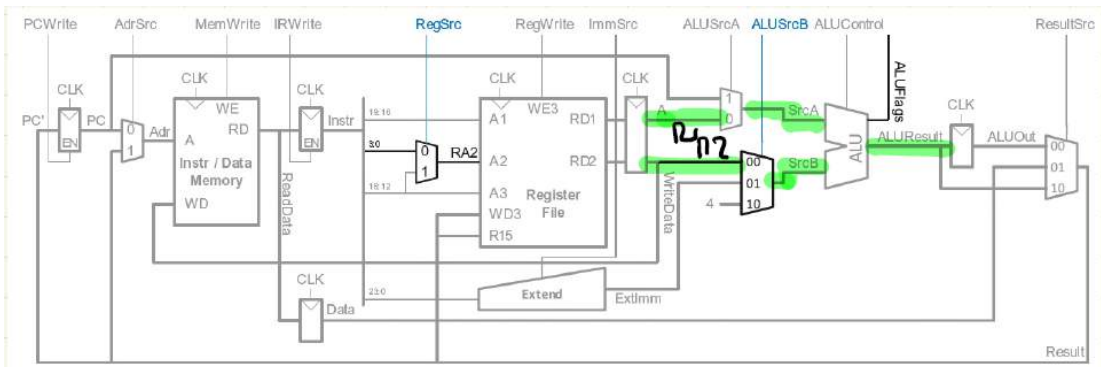 PCWrite AdrSrc MemWrite IRWrite RegSrc RegWrite ImmSrc ALUSrcA ALUSrcB ALUControl ResultSrc
CLK CLK CLK CLK CLK CLK
PC' EN PC 0 1 Adr
WE
A RD
Instr / Data
Memory
WD
EN Instr
ReadData
19:16
3:0
0
1
RA2
WE3
A1 RD1
A2 RD2
A3 Register
WD3 File
R15
A
1
0
SrcA
WriteData
00
01
10
4
SrcB
ALU
ALUFlags
ALUResult
ALUOut
00
01
10
CLK
Data
23:0
Extend
ExtImm
Result